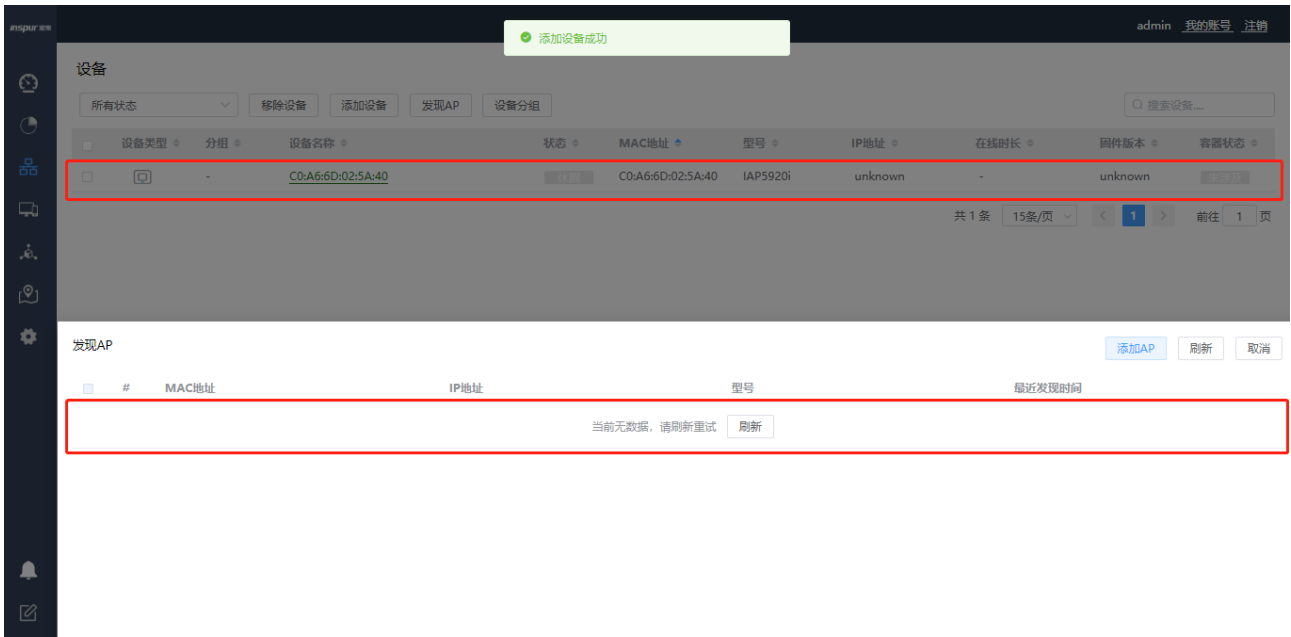 inspur 浪潮
添加设备成功
admin 我的账号 注销
设备
所有状态 移除设备 添加设备 发现AP 设备分组 搜索设备...
设备类型 分组 设备名称 状态 MAC地址 型号 IP地址 在线时长 固件版本 容器状态
- C0:A6:6D:02:5A:40 C0:A6:6D:02:5A:40 IAP5920i unknown - unknown
共 1 条 15条/页 1 前往 1 页
发现AP 添加AP 刷新 取消
# MAC地址 IP地址 型号 最近发现时间
当前无数据，请刷新重试 刷新